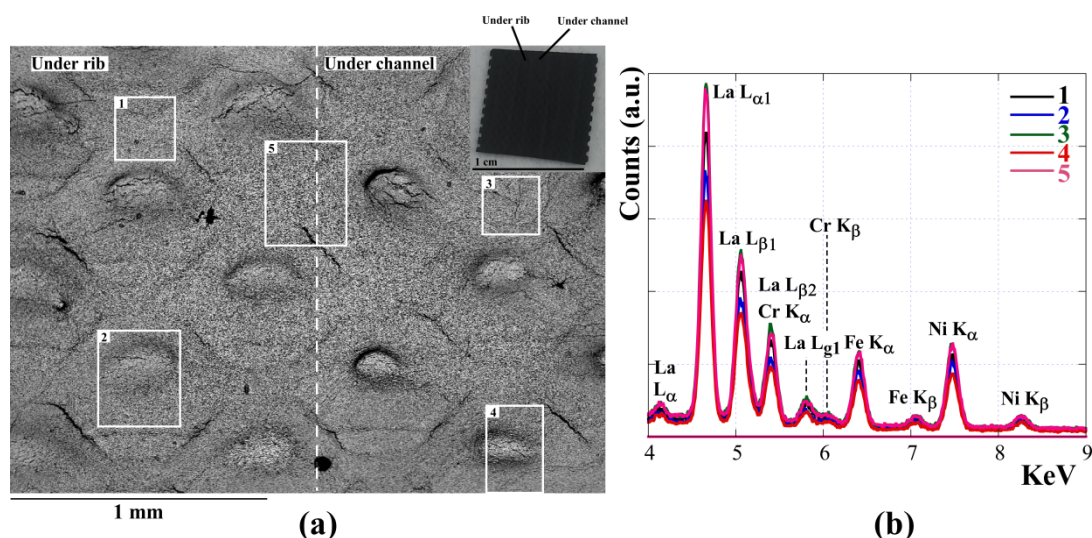 Under rib
Under channel
Under rib
Under channel
1
5
3
2
4
1 cm
1 mm
(a)
Counts (a.u.)
La Lα1
La Lβ1
La Lβ2
Cr Kα
Cr Kβ
La Lg1
Fe Kα
Fe Kβ
Ni Kα
Ni Kβ
La
Lα
1
2
3
4
5
4 5 6 7 8 9
KeV
(b)